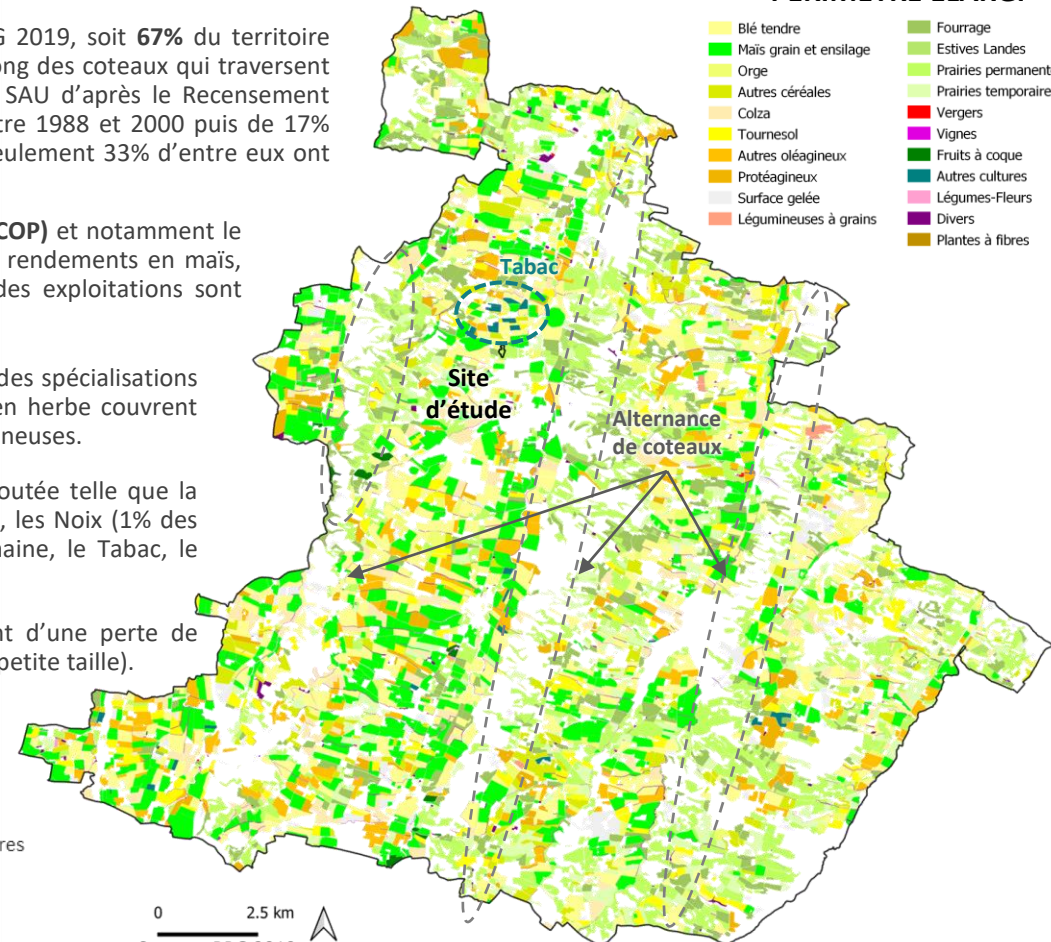 G 2019, soit 67% du territoire
ong des coteaux qui traversent
SAU d'après le Recensement
tre 1988 et 2000 puis de 17%
eulement 33% d'entre eux ont
COP) et notamment le
rendements en maïs,
des exploitations sont
des spécialisations
en herbe couvrent
neuses.
outée telle que la
, les Noix (1% des
naine, le Tabac, le
nt d'une perte de
petite taille).
res
Blé tendre
Maïs grain et ensilage
Orge
Autres céréales
Colza
Tournesol
Autres oléagineux
Protéagineux
Surface gelée
Légumineuses à grains
Fourrage
Estives Landes
Prairies permanent
Prairies temporaire
Vergers
Vignes
Fruits à coque
Autres cultures
Légumes-Fleurs
Divers
Plantes à fibres
Tabac
Site
d'étude
Alternance
de coteaux
0 2.5 km